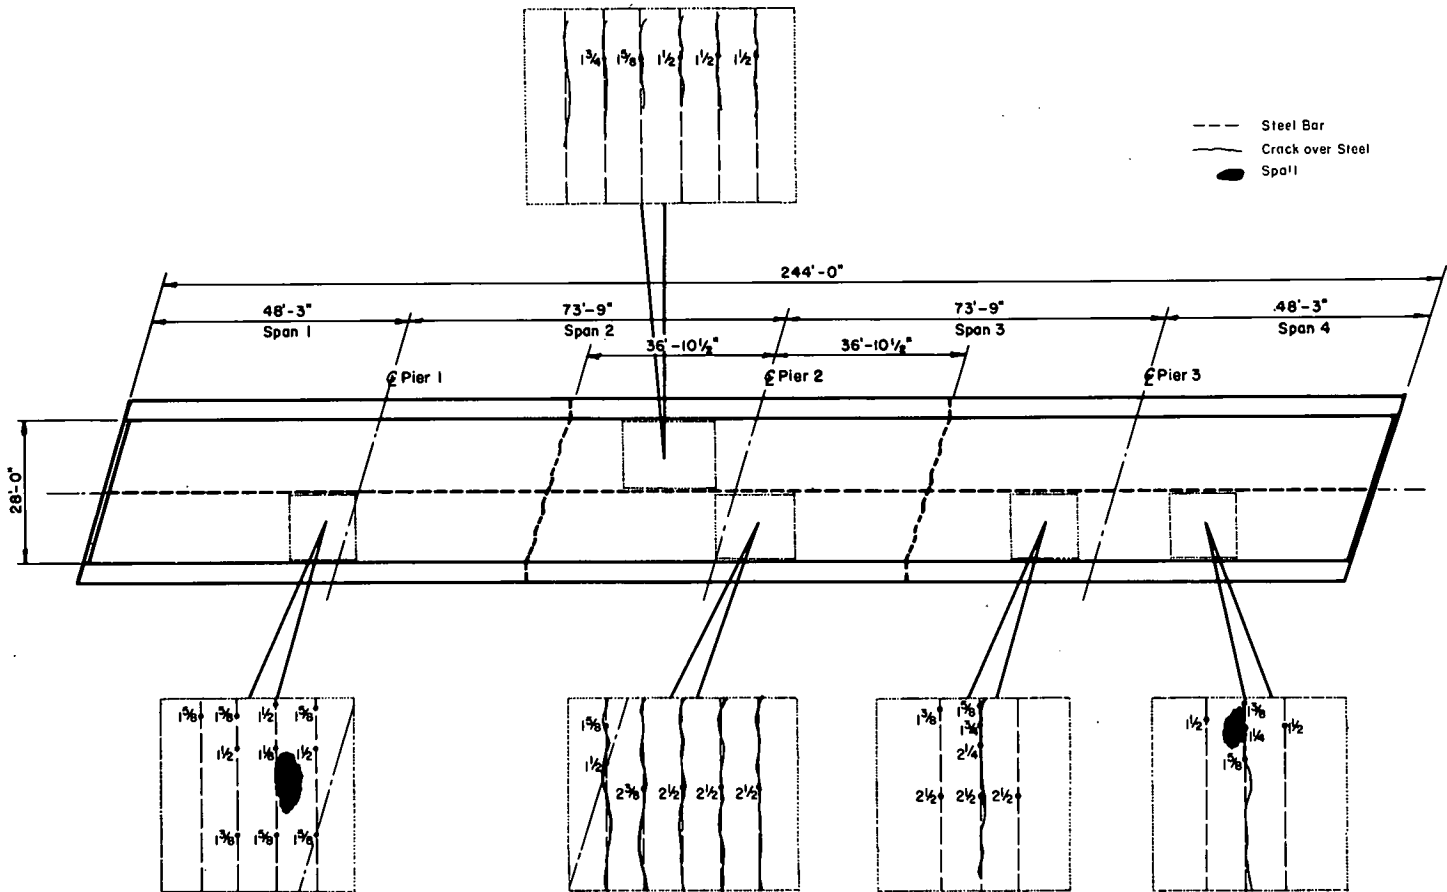 1¾ 1⅝ 1½ 1½ 1½
Steel Bar
Crack over Steel
Spall
244'-0"
48'-3" 73'-9" 73'-9" 48'-3"
Span 1 Span 2 Span 3 Span 4
36'-10½" 36'-10½"
℄ Pier 1 ℄ Pier 2 ℄ Pier 3
28'-0"
1⅝ 1⅝ 1½ 1⅝
1½ 1⅛ 1½
1⅜ 1⅝ 1⅝
1⅝
1½
2⅜ 2½ 2½ 2½
1⅜ 1⅝
1¾
2¼
2½ 2½ 2½
1⅜
1½ 1¼ 1½
1⅝